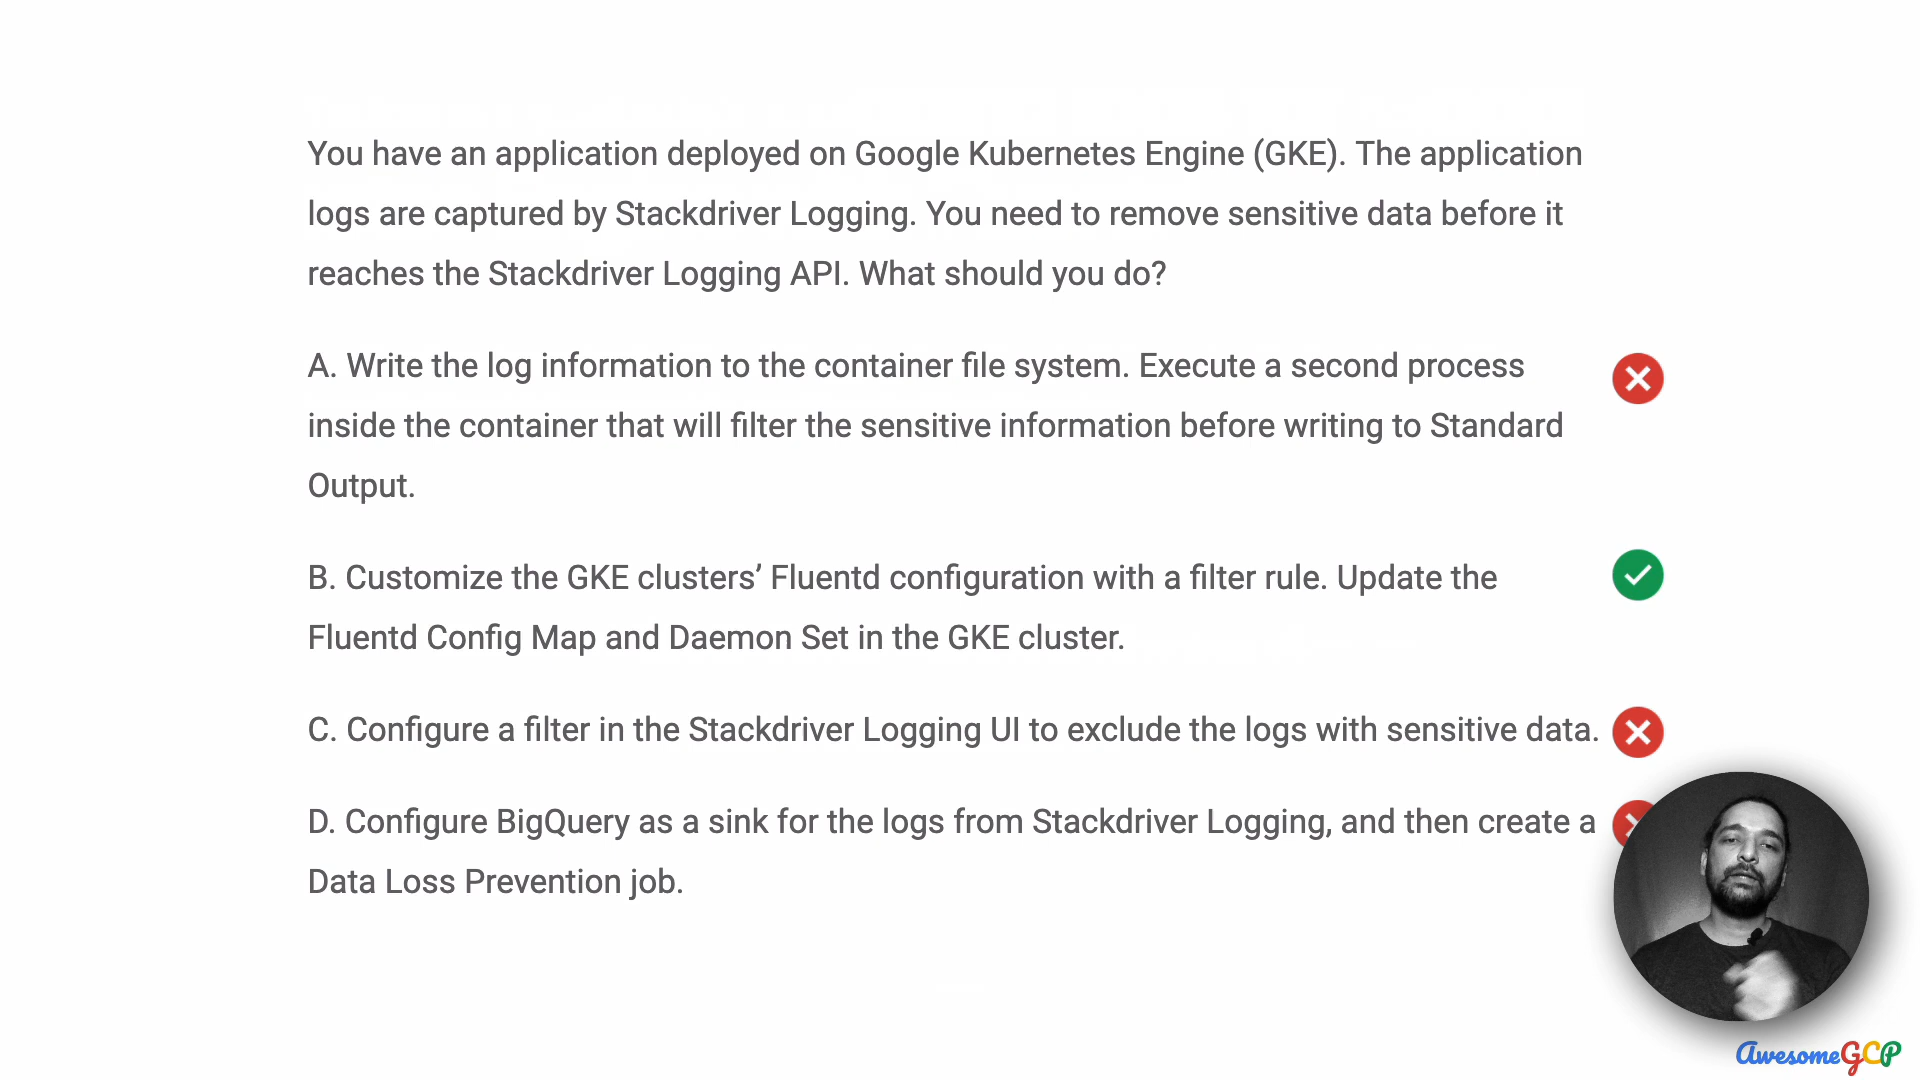 You have an application deployed on Google Kubernetes Engine (GKE). The application
logs are captured by Stackdriver Logging. You need to remove sensitive data before it
reaches the Stackdriver Logging API. What should you do?
A. Write the log information to the container file system. Execute a second process
inside the container that will filter the sensitive information before writing to Standard
Output.
B. Customize the GKE clusters’ Fluentd configuration with a filter rule. Update the
Fluentd Config Map and Daemon Set in the GKE cluster.
C. Configure a filter in the Stackdriver Logging UI to exclude the logs with sensitive data.
D. Configure BigQuery as a sink for the logs from Stackdriver Logging, and then create a
Data Loss Prevention job.
AwesomeGCP